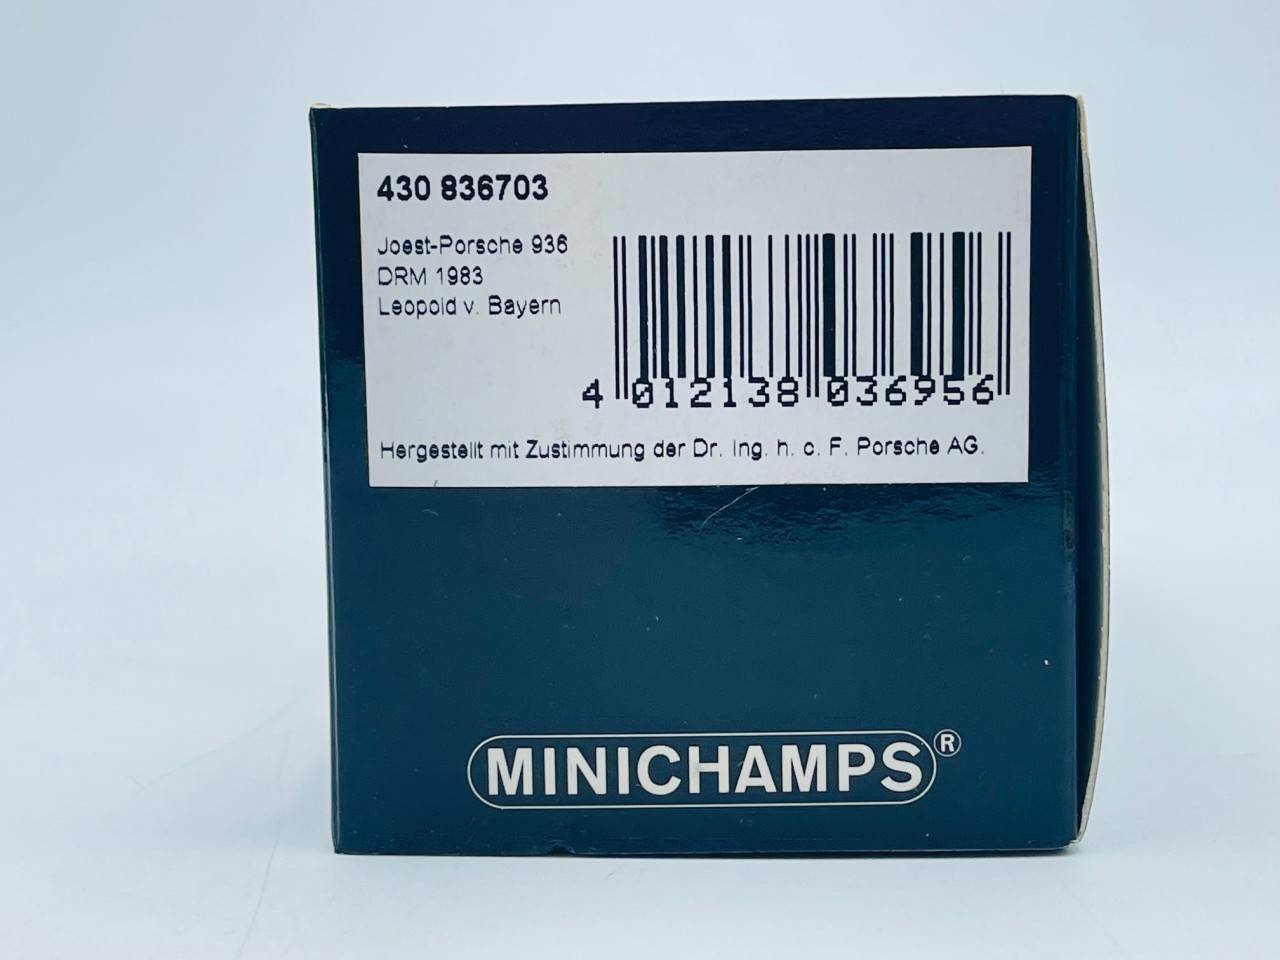 430 836703
Joest-Porsche 936
DRM 1983
Leopold v. Bayern
4 012138 036956
Hergestellt mit Zustimmung der Dr. Ing. h. c. F. Porsche AG.
MINICHAMPS®